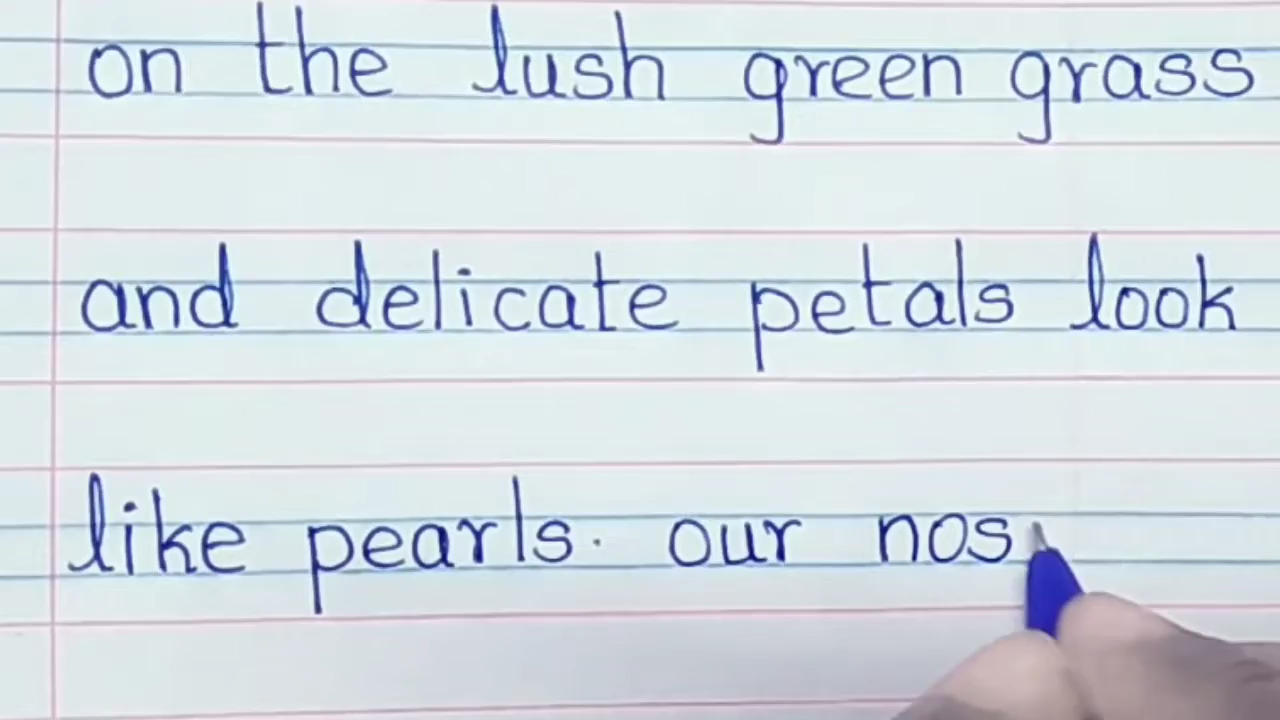 on the lush green grass
and delicate petals look
like pearls. our nos